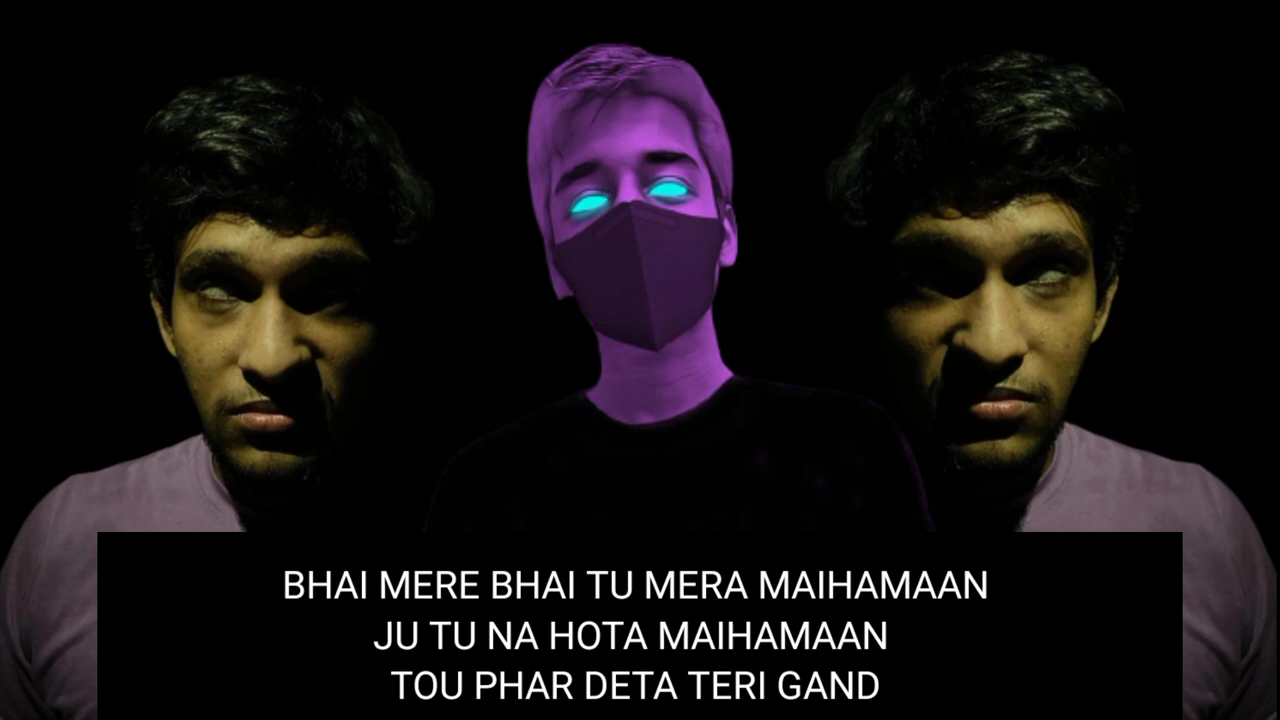 BHAI MERE BHAI TU MERA MAIHAMAAN
JU TU NA HOTA MAIHAMAAN
TOU PHAR DETA TERI GAND